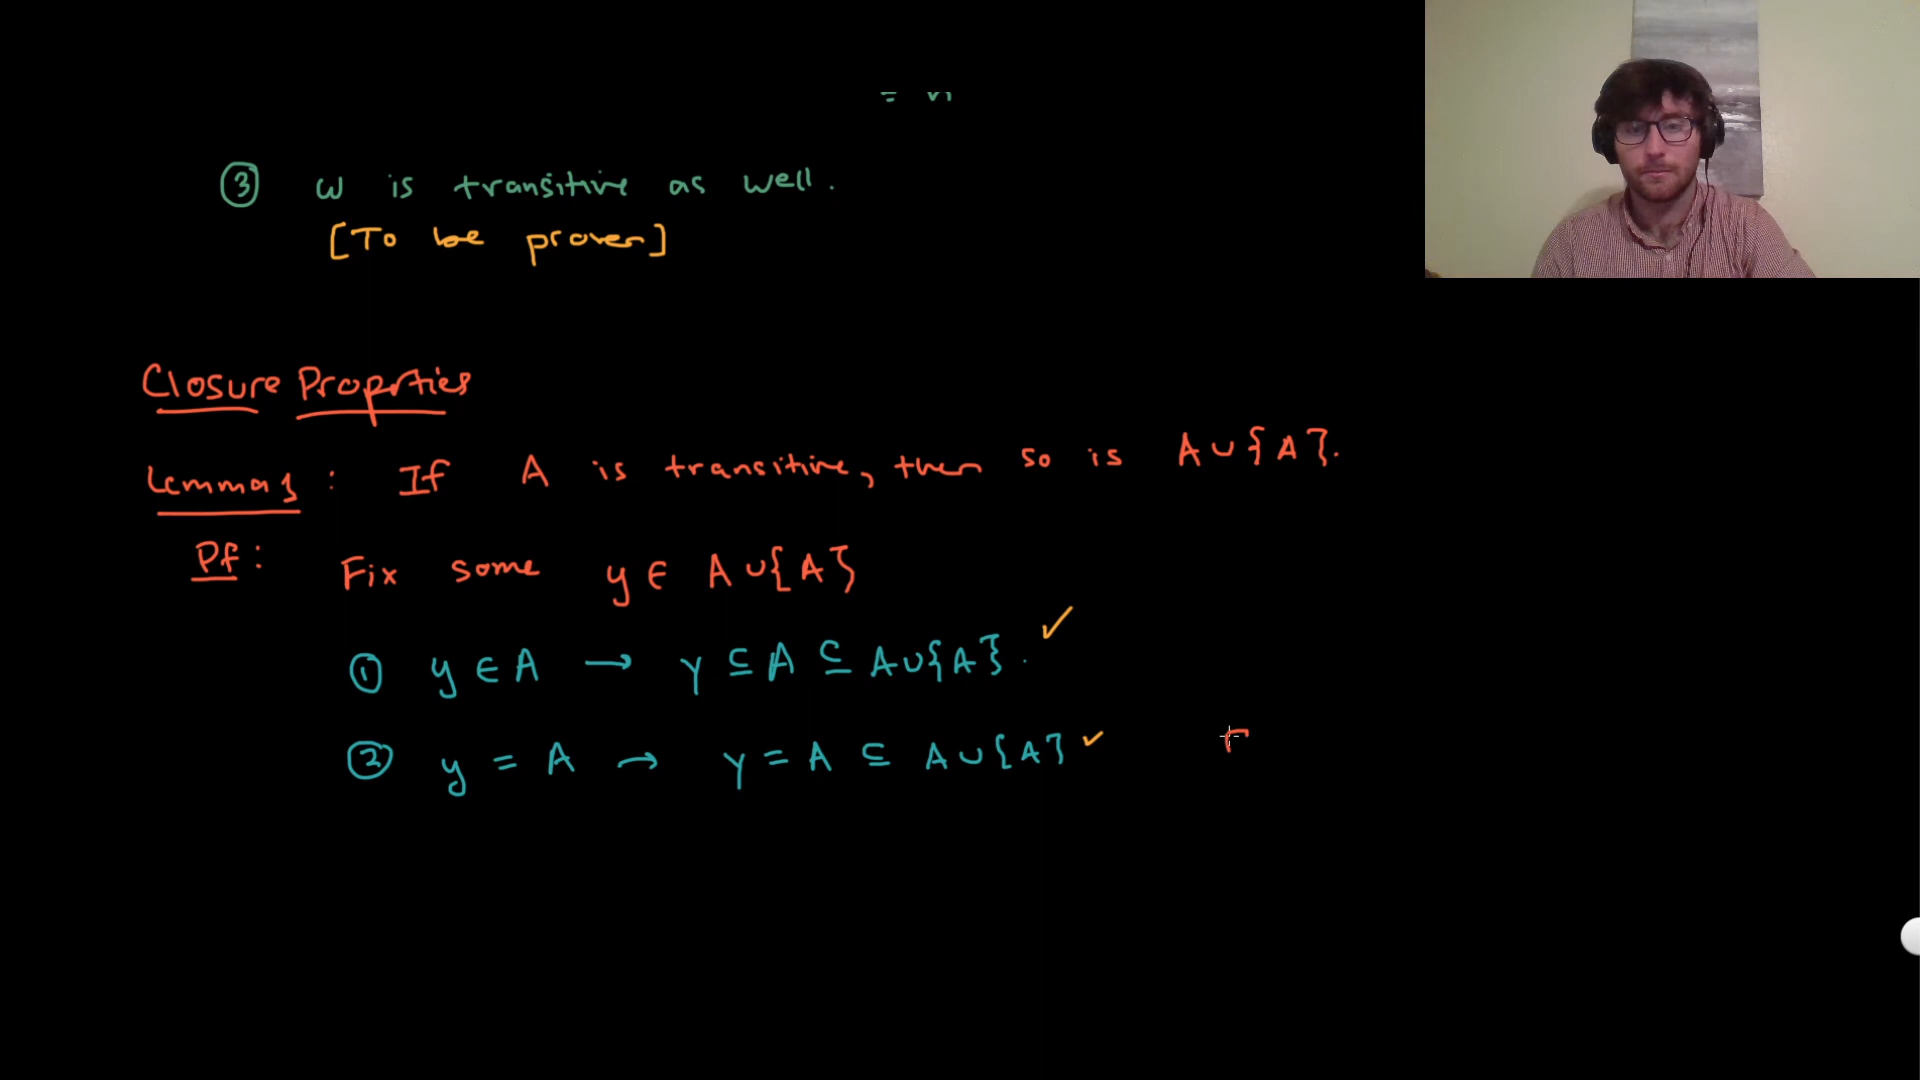 = n
③ ω is transitive as well.
[To be proven]
Closure Properties
Lemma 1: If A is transitive, then so is A∪{A}.
Pf: Fix some y ∈ A∪{A}
① y ∈ A → y ⊆ A ⊆ A∪{A}. ✓
② y = A → y = A ⊆ A∪{A} ✓